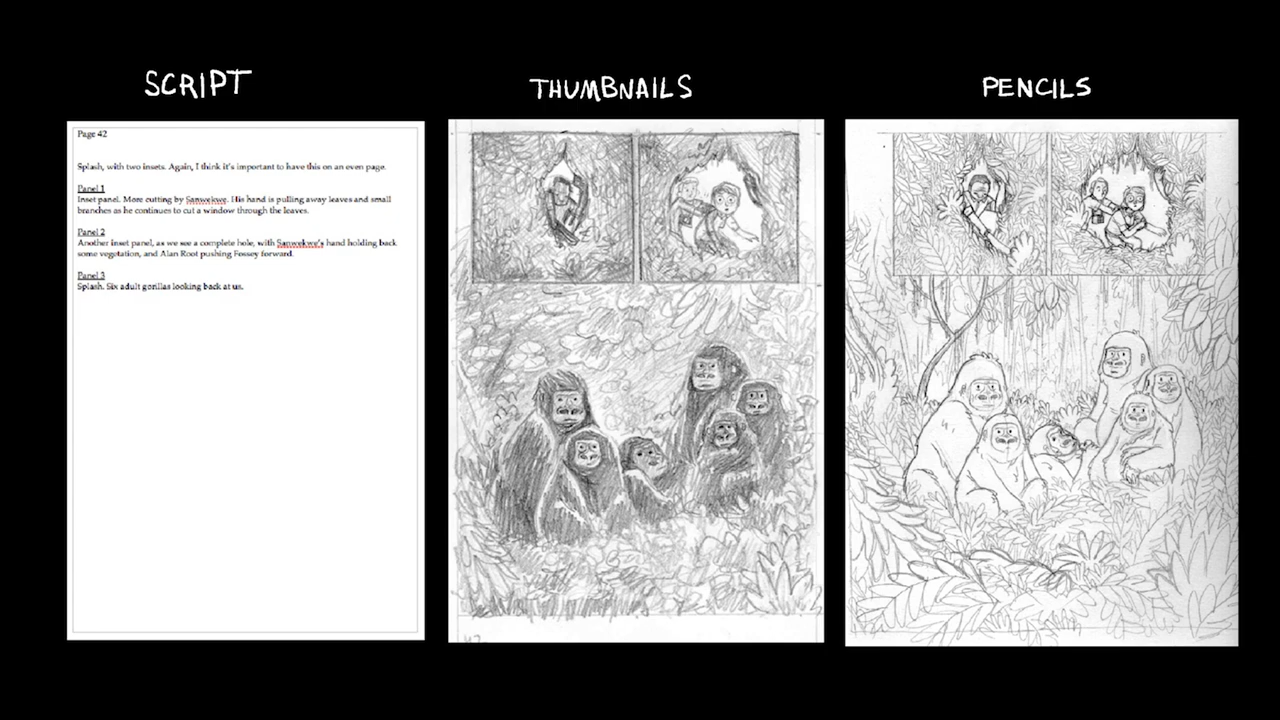 SCRIPT
THUMBNAILS
PENCILS
Page 42
Splash, with two insets. Again, I think it's important to have this on an even page.
Panel 1
Inset panel. More cutting by Sanwekwe. His hand is pulling away leaves and small
branches as he continues to cut a window through the leaves.
Panel 2
Another inset panel, as we see a complete hole, with Sanwekwe's hand holding back
some vegetation, and Alan Root pushing Fossey forward.
Panel 3
Splash. Six adult gorillas looking back at us.